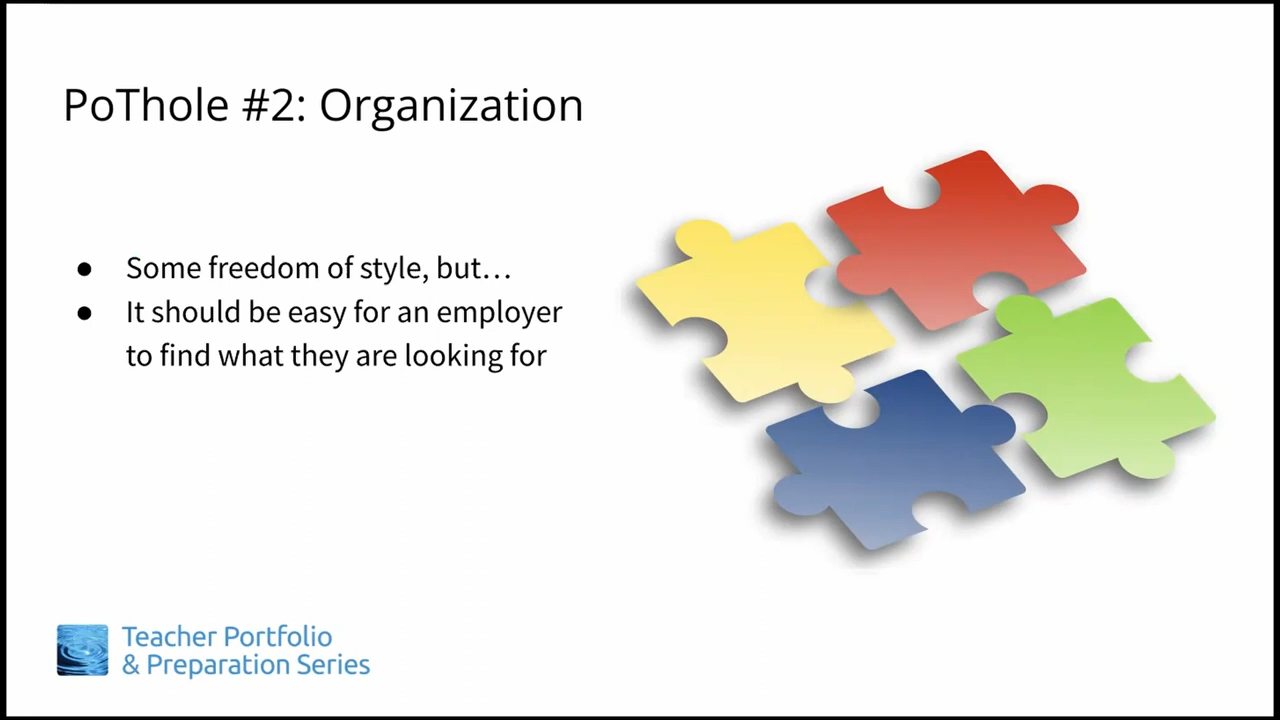 PoThole #2: Organization
● Some freedom of style, but…
● It should be easy for an employer
to find what they are looking for
Teacher Portfolio
& Preparation Series